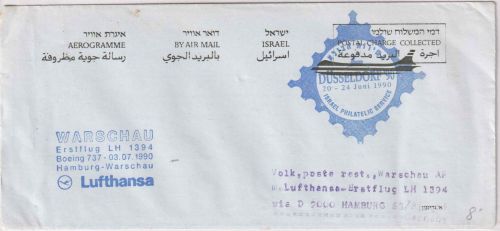 איגרת אוויר
AEROGRAMME
رسالة جوية مظروفة
דואר אוויר
BY AIR MAIL
بالبريد الجوي
ישראל
ISRAEL
اسرائيل
דמי המשלוח שולמו
POSTAL CHARGE COLLECTED
اجرة البريد مدفوعة
DÜSSELDORF '90
20 - 24 Juni 1990
ISRAEL PHILATELIC SERVICE
WARSCHAU
Erstflug LH 1394
Boeing 737 - 03.07.1990
Hamburg-Warschau
Lufthansa
Volk, poste rest., Warschau AP
m. Lufthansa-Erstflug LH 1394
via D 2000 HAMBURG 63/
8'